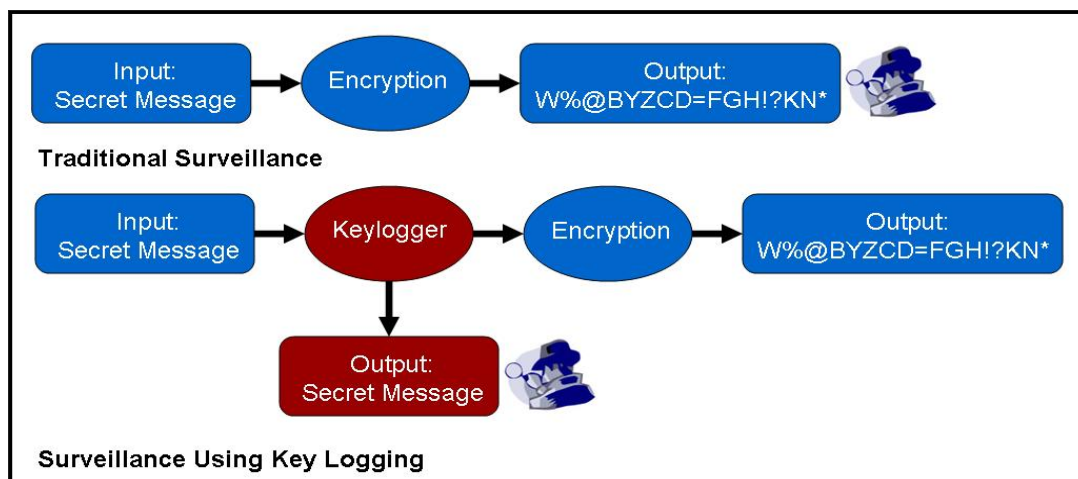 Input:
Secret Message
Encryption
Output:
W%@BYZCD=FGH!?KN*
Traditional Surveillance
Input:
Secret Message
Keylogger
Encryption
Output:
W%@BYZCD=FGH!?KN*
Output:
Secret Message
Surveillance Using Key Logging